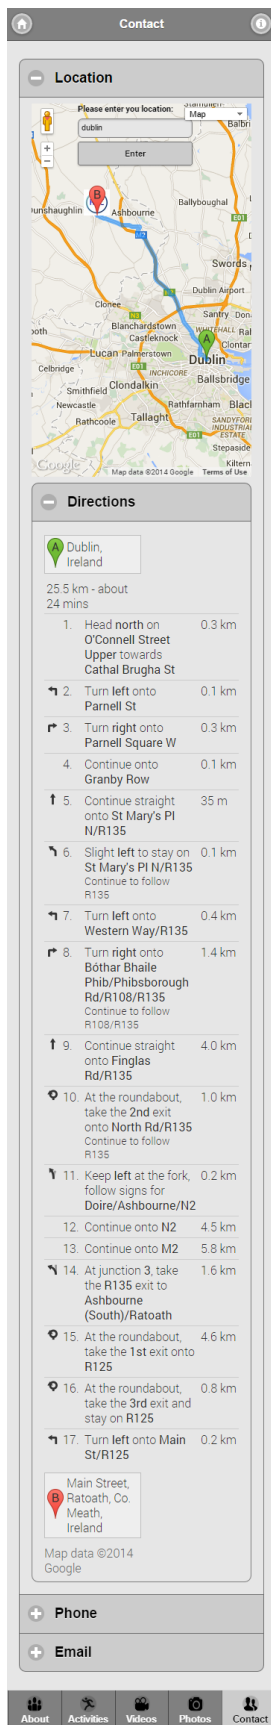 Contact
Location
Please enter you location:
Map
dublin
Enter
Balbri
Ballyboughal
Ashbourne
E01
Swords
Dublin Airport
Clonee
Santry
Blanchardstown
Castleknock
WHITEHALL
Clontar
Lucan
Palmerstown
Dublin
Celbridge
INCHICORE
Ballsbridge
Clondalkin
Smithfield
Newcastle
Rathfarnham
Blac
Rathcoole
Tallaght
SANDYFORD
INDUSTRIAL
ESTATE
E01
Stepaside
Kiltern
Google
Map data ©2014 Google
Terms of Use
B
A
Directions
A
Dublin,
Ireland
25.5 km - about
24 mins
1. Head north on 0.3 km
O'Connell Street
Upper towards
Cathal Brugha St
2. Turn left onto 0.1 km
Parnell St
3. Turn right onto 0.3 km
Parnell Square W
4. Continue onto 0.1 km
Granby Row
5. Continue straight 35 m
onto St Mary's Pl
N/R135
6. Slight left to stay on 0.1 km
St Mary's Pl N/R135
Continue to follow
R135
7. Turn left onto 0.4 km
Western Way/R135
8. Turn right onto 1.4 km
Bóthar Bhaile
Phib/Phibsborough
Rd/R108/R135
Continue to follow
R108/R135
9. Continue straight 4.0 km
onto Finglas
Rd/R135
10. At the roundabout, 1.0 km
take the 2nd exit
onto North Rd/R135
Continue to follow
R135
11. Keep left at the fork, 0.2 km
follow signs for
Doire/Ashbourne/N2
12. Continue onto N2 4.5 km
13. Continue onto M2 5.8 km
14. At junction 3, take 1.6 km
the R135 exit to
Ashbourne
(South)/Ratoath
15. At the roundabout, 4.6 km
take the 1st exit onto
R125
16. At the roundabout, 0.8 km
take the 3rd exit and
stay on R125
17. Turn left onto Main 0.2 km
St/R125
B
Main Street,
Ratoath, Co.
Meath,
Ireland
Map data ©2014
Google
Phone
Email
About
Activities
Videos
Photos
Contact